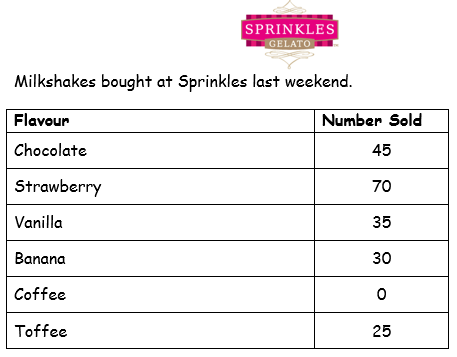 SPRINKLES
GELATO
Milkshakes bought at Sprinkles last weekend.
Flavour Number Sold
Chocolate 45
Strawberry 70
Vanilla 35
Banana 30
Coffee 0
Toffee 25